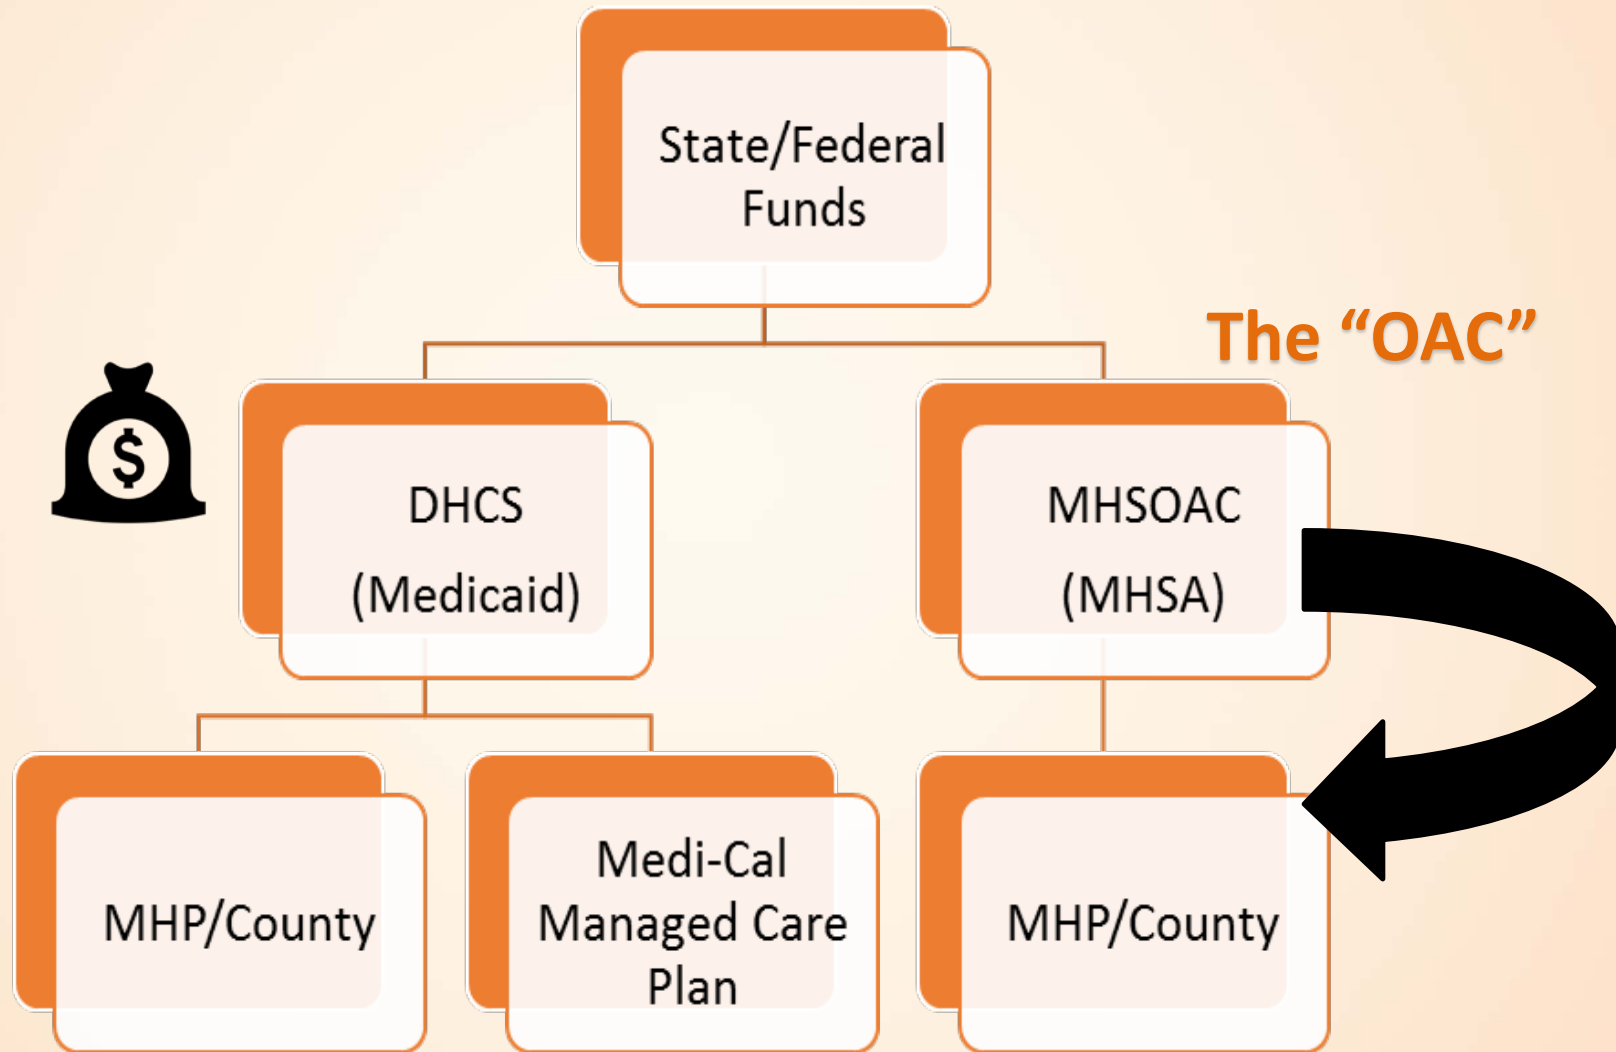 State/Federal
Funds
The “OAC”
$
DHCS
(Medicaid)
MHSOAC
(MHSA)
MHP/County
Medi-Cal
Managed Care
Plan
MHP/County